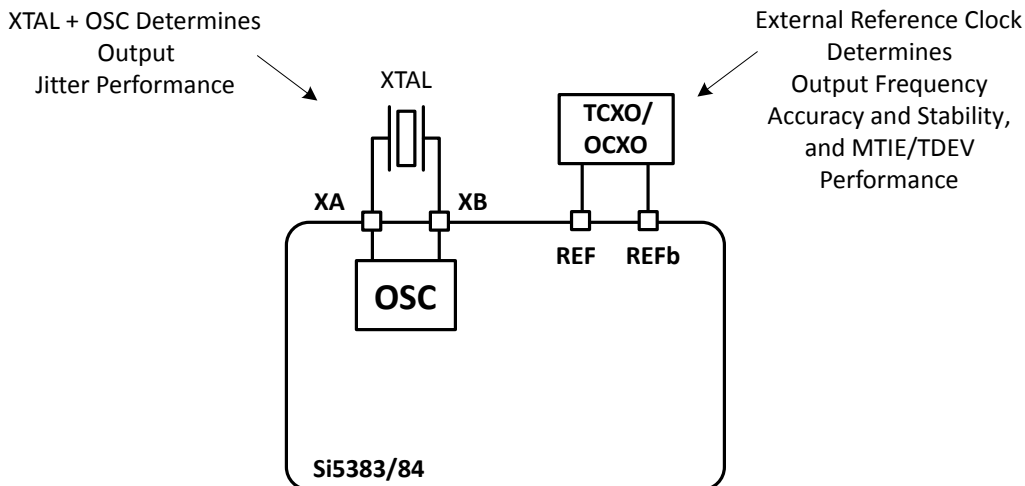 XTAL + OSC Determines
Output
Jitter Performance
XTAL
External Reference Clock
Determines
Output Frequency
Accuracy and Stability,
and MTIE/TDEV
Performance
TCXO/
OCXO
XA
XB
REF
REFb
OSC
Si5383/84